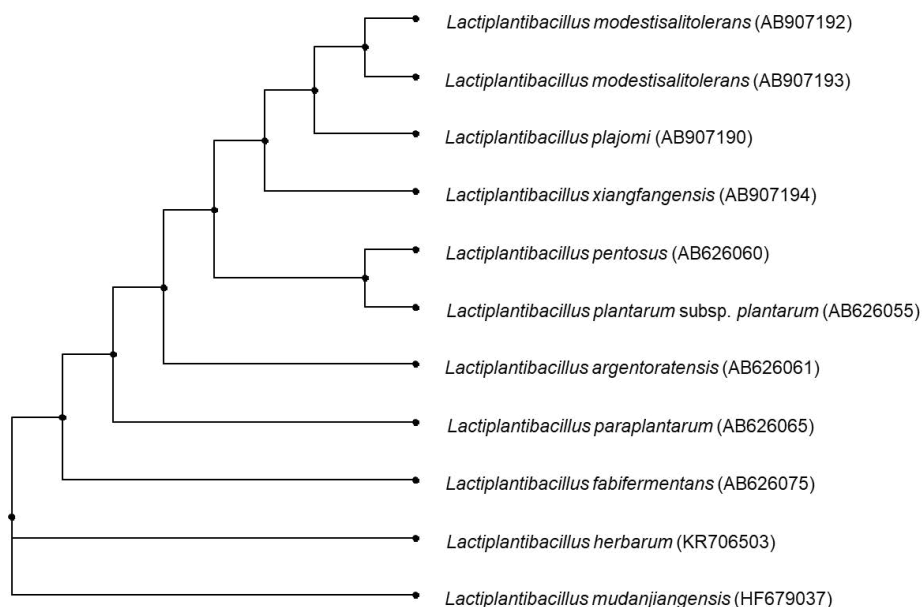 Lactiplantibacillus modestisalitolerans (AB907192)
Lactiplantibacillus modestisalitolerans (AB907193)
Lactiplantibacillus plajomi (AB907190)
Lactiplantibacillus xiangfangensis (AB907194)
Lactiplantibacillus pentosus (AB626060)
Lactiplantibacillus plantarum subsp. plantarum (AB626055)
Lactiplantibacillus argentoratensis (AB626061)
Lactiplantibacillus paraplantarum (AB626065)
Lactiplantibacillus fabifermentans (AB626075)
Lactiplantibacillus herbarum (KR706503)
Lactiplantibacillus mudanjiangensis (HF679037)